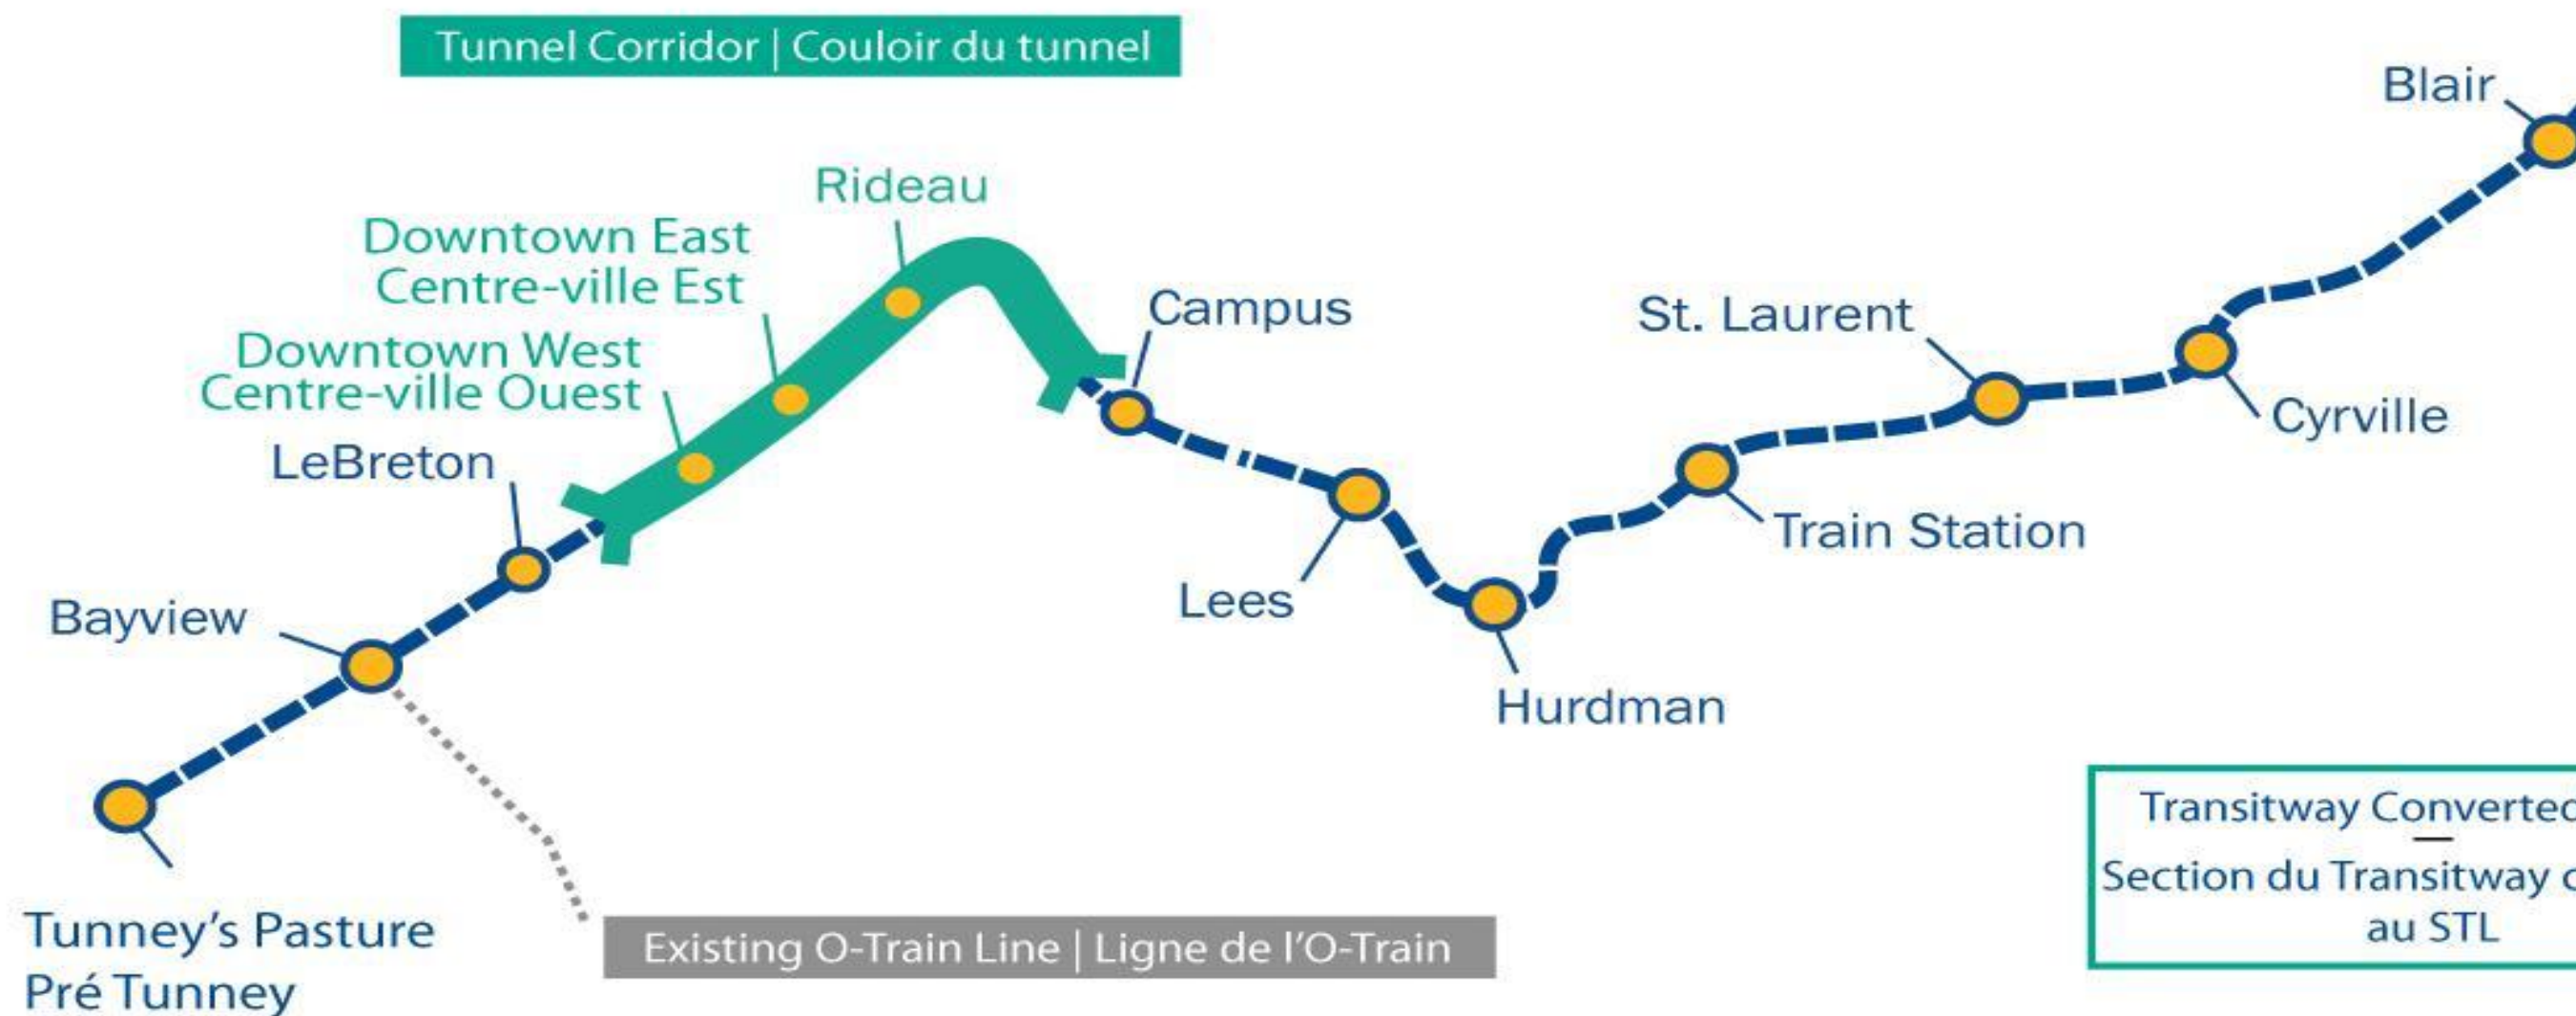 Tunnel Corridor | Couloir du tunnel
Blair
Rideau
Downtown East
Centre-ville Est
Campus
St. Laurent
Downtown West
Centre-ville Ouest
Cyrville
LeBreton
Train Station
Lees
Bayview
Hurdman
Transitway Converted
Section du Transitway
au STL
Tunney's Pasture
Pré Tunney
Existing O-Train Line | Ligne de l'O-Train